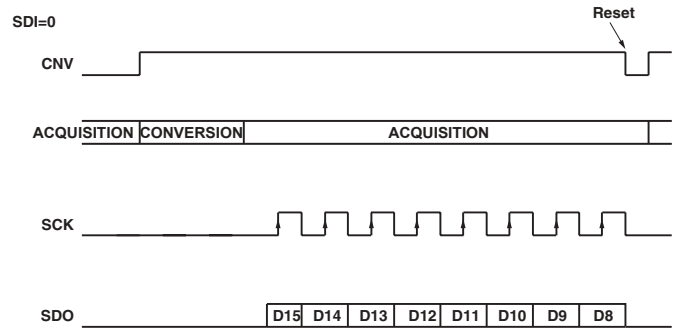 Reset
SDI=0
CNV
ACQUISITION CONVERSION ACQUISITION
SCK
SDO D15 D14 D13 D12 D11 D10 D9 D8